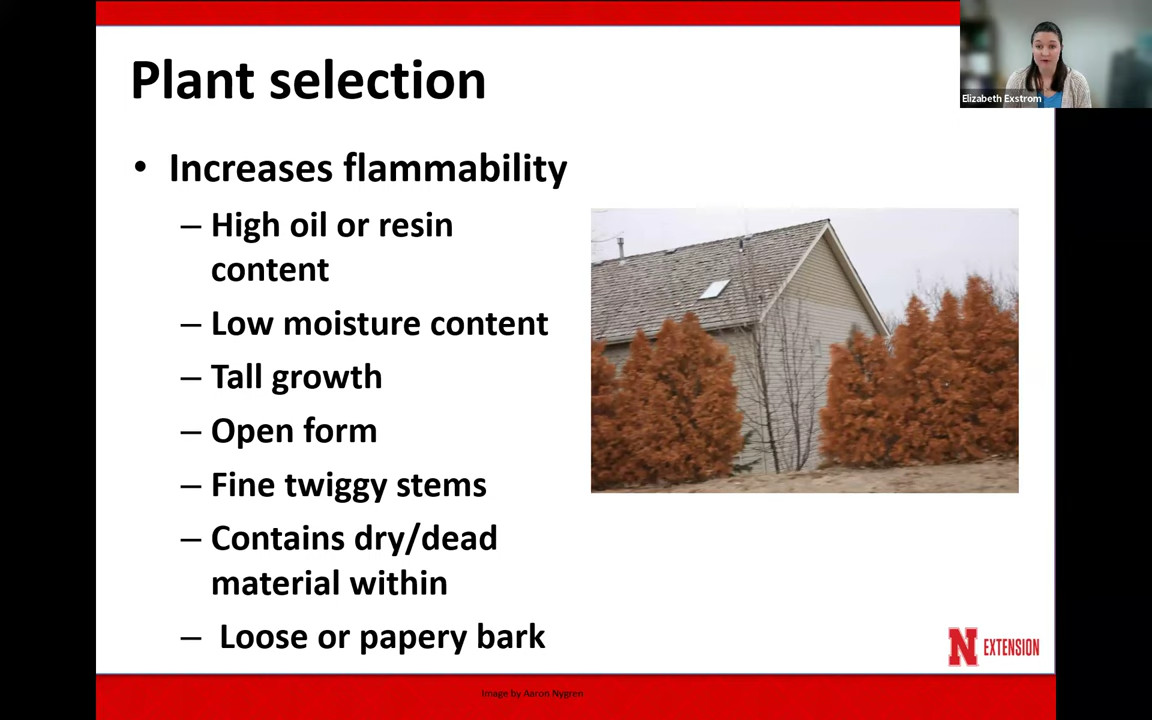 Plant selection
• Increases flammability
– High oil or resin
content
– Low moisture content
– Tall growth
– Open form
– Fine twiggy stems
– Contains dry/dead
material within
– Loose or papery bark
Elizabeth Exstrom
N EXTENSION
Image by Aaron Nygren